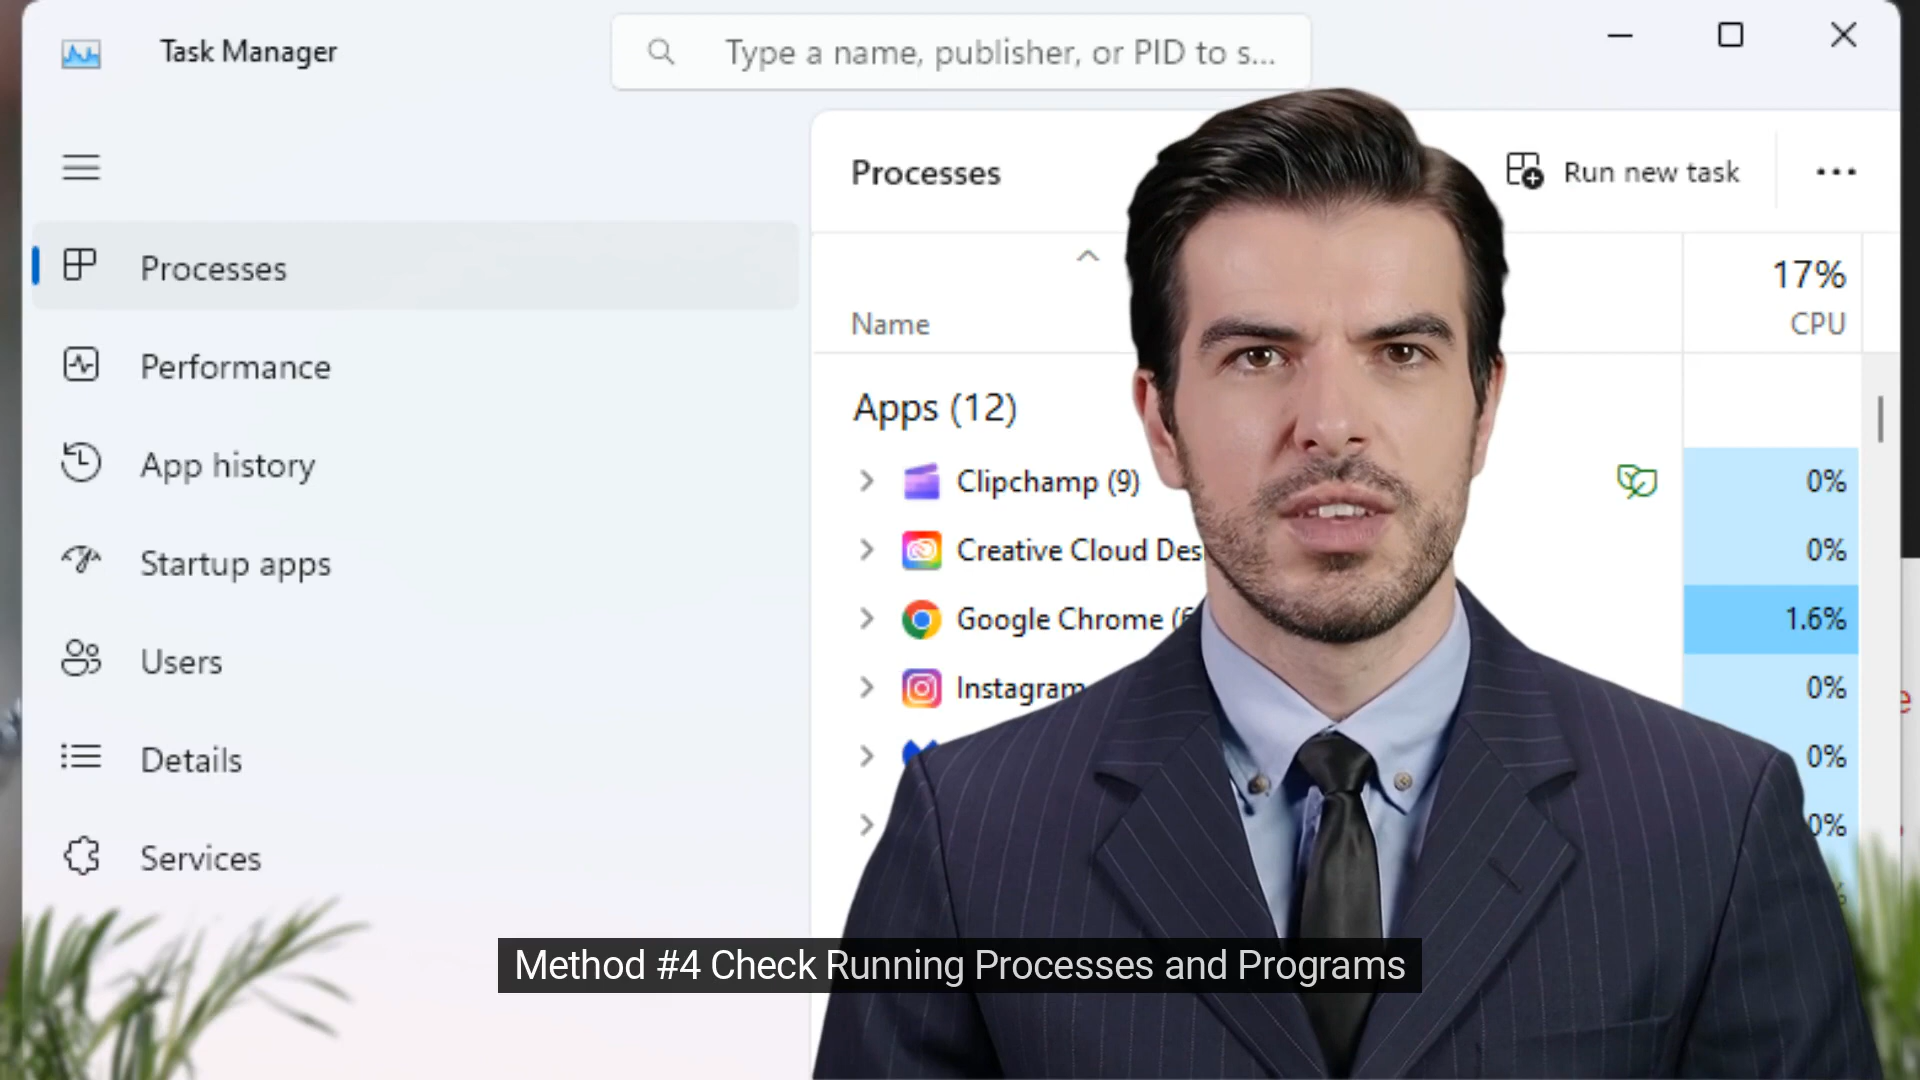 Task Manager
Type a name, publisher, or PID to s...
Processes
Run new task
Processes
17%
Name
CPU
Performance
Apps (12)
App history
Clipchamp (9)
0%
Creative Cloud Des
0%
Startup apps
Google Chrome (6
1.6%
Users
Instagram
0%
Details
0%
0%
Services
Method #4 Check Running Processes and Programs